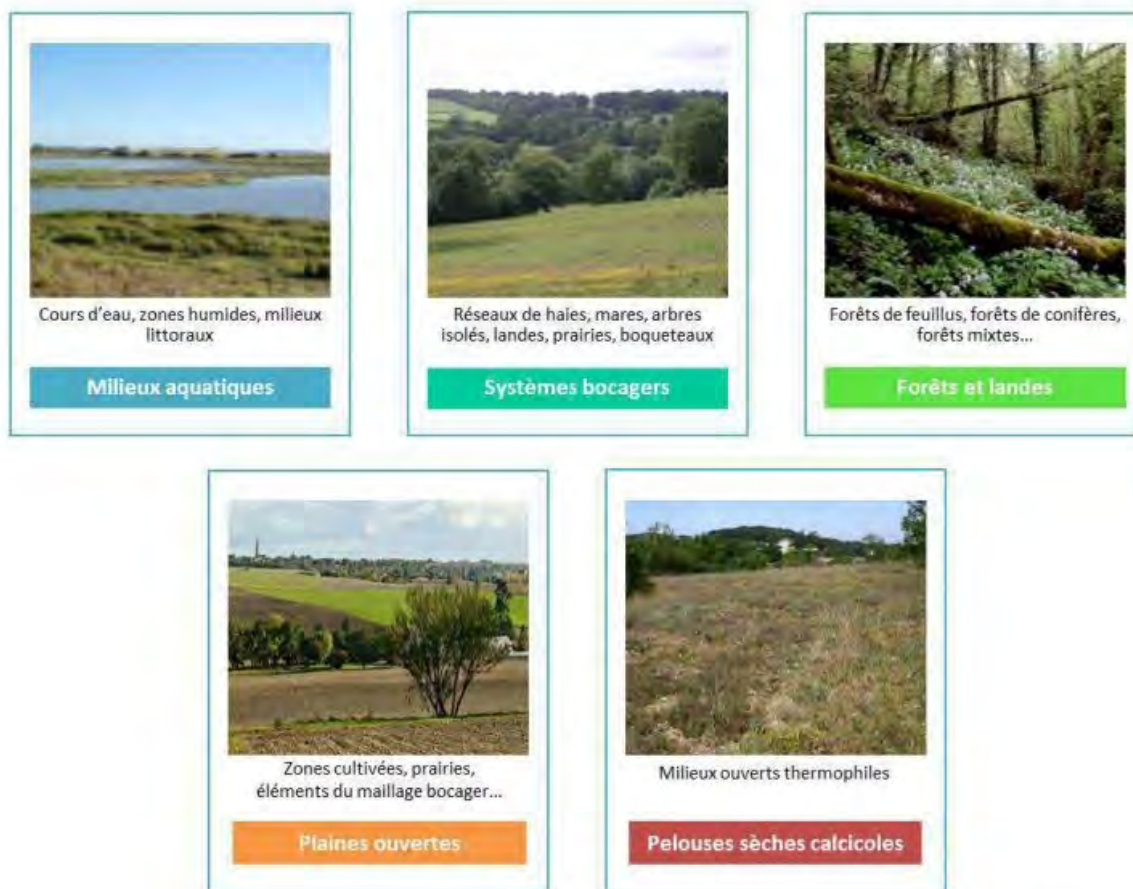 Cours d'eau, zones humides, milieux
littoraux
Milieux aquatiques
Réseaux de haies, mares, arbres
isolés, landes, prairies, boqueteaux
Systèmes bocagers
Forêts de feuillus, forêts de conifères,
forêts mixtes...
Forêts et landes
Zones cultivées, prairies,
éléments du maillage bocager...
Plaines ouvertes
Milieux ouverts thermophiles
Pelouses sèches calcicoles